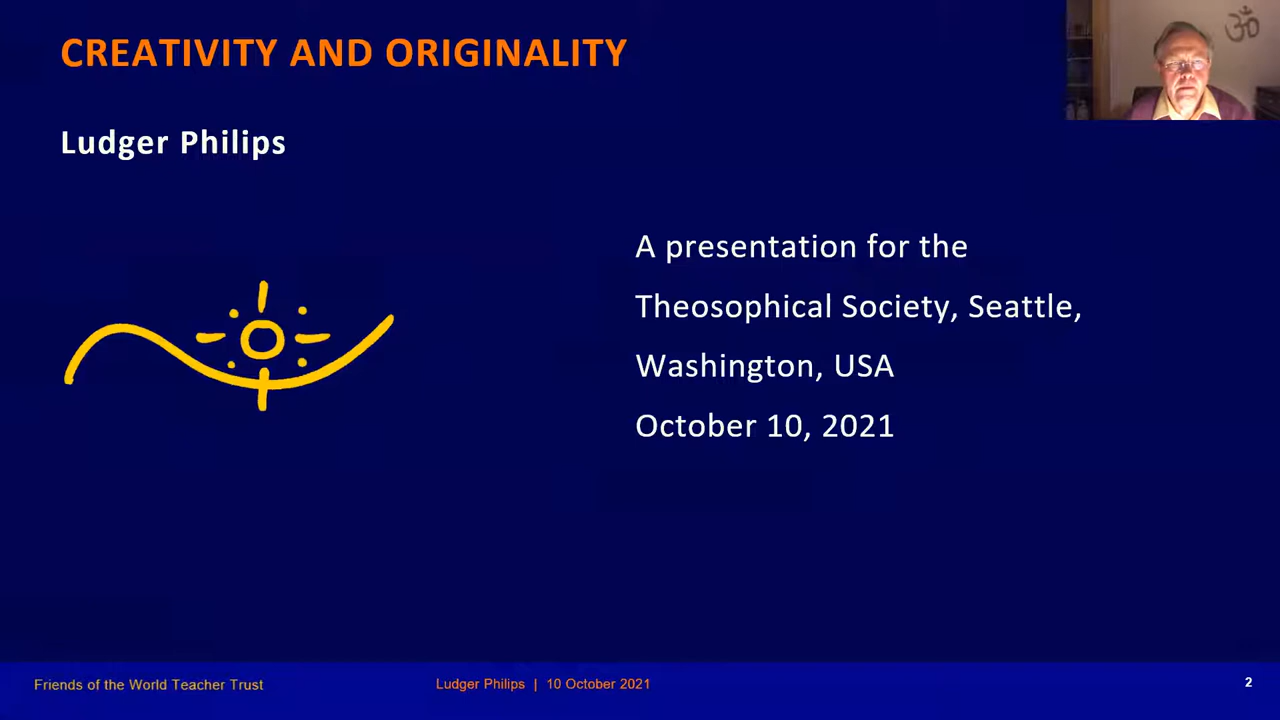 CREATIVITY AND ORIGINALITY
ॐ
Ludger Philips
A presentation for the
Theosophical Society, Seattle,
Washington, USA
October 10, 2021
Friends of the World Teacher Trust
Ludger Philips | 10 October 2021
2